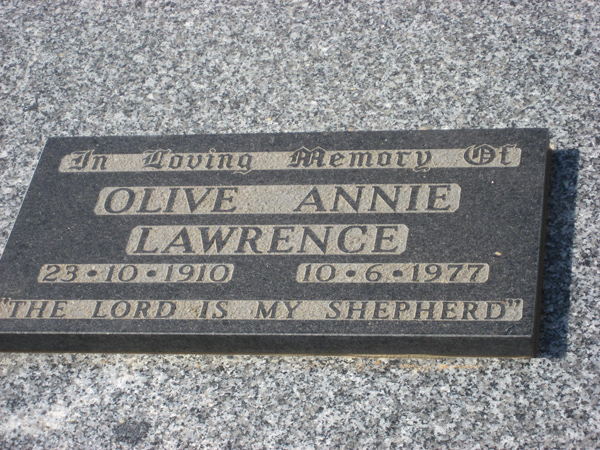 In Loving Memory Of
OLIVE ANNIE
LAWRENCE
23•10•1910 10•6•1977
"THE LORD IS MY SHEPHERD"